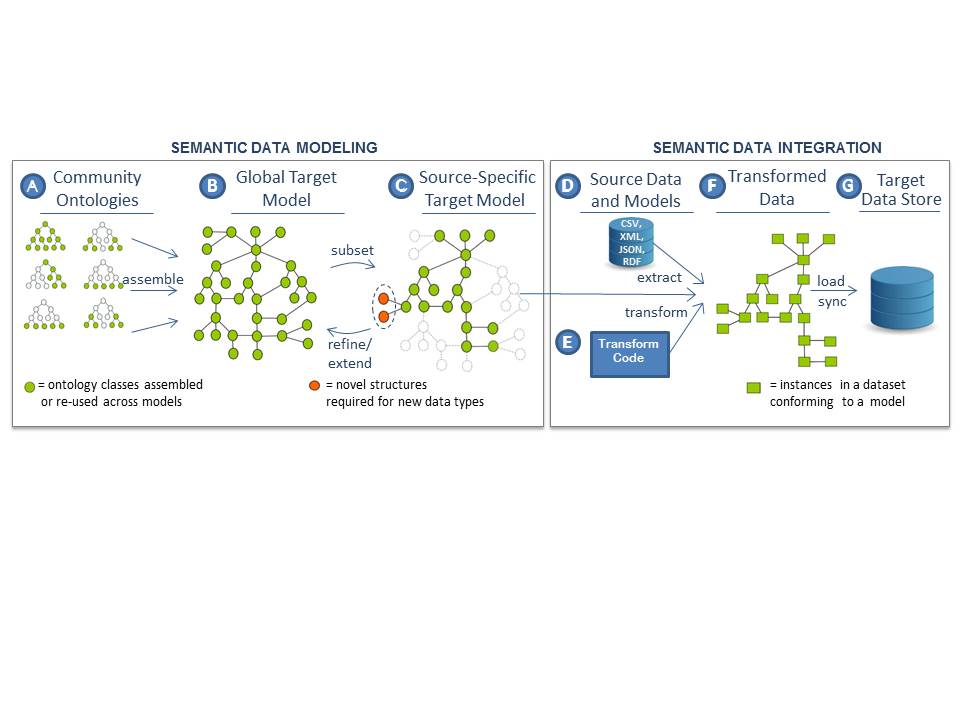 SEMANTIC DATA MODELING
A Community
Ontologies
B Global Target
Model
C Source-Specific
Target Model
assemble
subset
refine/
extend
= ontology classes assembled
or re-used across models
= novel structures
required for new data types
SEMANTIC DATA INTEGRATION
D Source Data
and Models
F Transformed
Data
G Target
Data Store
CSV,
XML,
JSON,
RDF
extract
transform
load
sync
E
Transform
Code
= instances in a dataset
conforming to a model